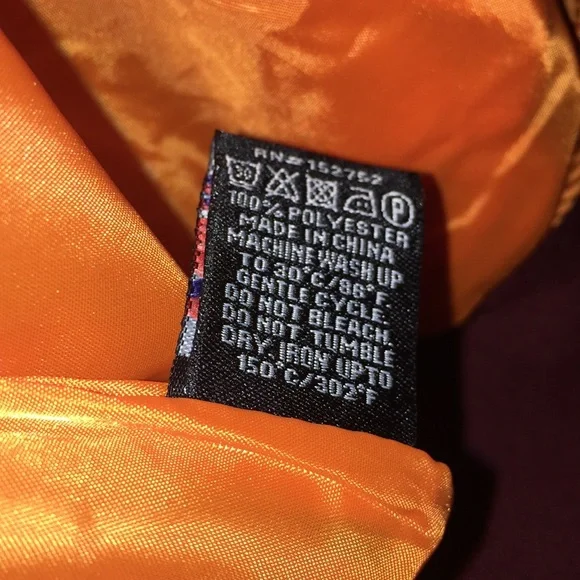 RN# 152752
30 P
100% POLYESTER
MADE IN CHINA
MACHINE WASH UP
TO 30°C/86°F
GENTLE CYCLE.
DO NOT BLEACH.
DO NOT TUMBLE
DRY, IRON UP TO
150°C/302°F